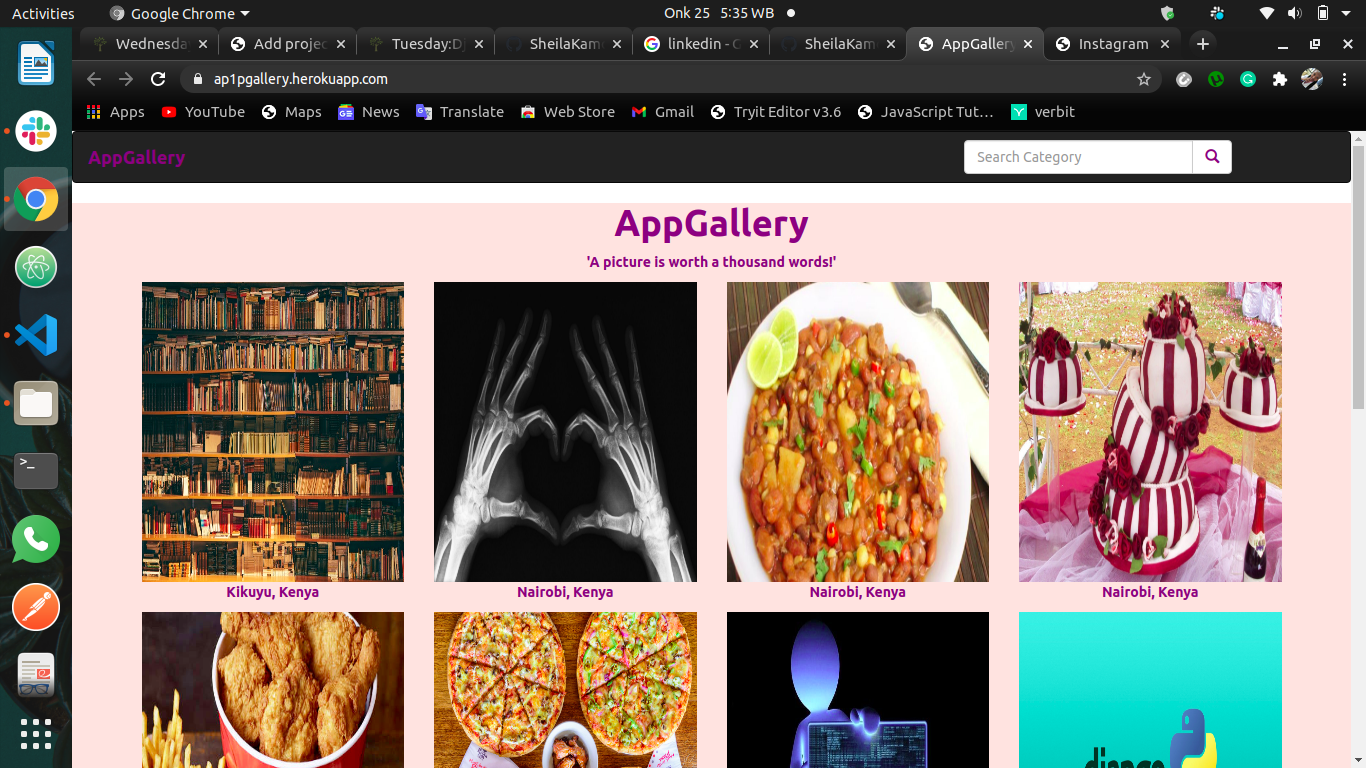 Activities
Google Chrome
Onk 25 5:35 WB
Wednesda
Add projec
Tuesday:D
SheilaKam
linkedin - G
SheilaKam
AppGallery
Instagram
ap1pgallery.herokuapp.com
Apps
YouTube
Maps
News
Translate
Web Store
Gmail
Tryit Editor v3.6
JavaScript Tut…
verbit
AppGallery
Search Category
AppGallery
'A picture is worth a thousand words!'
Kikuyu, Kenya
Nairobi, Kenya
Nairobi, Kenya
Nairobi, Kenya